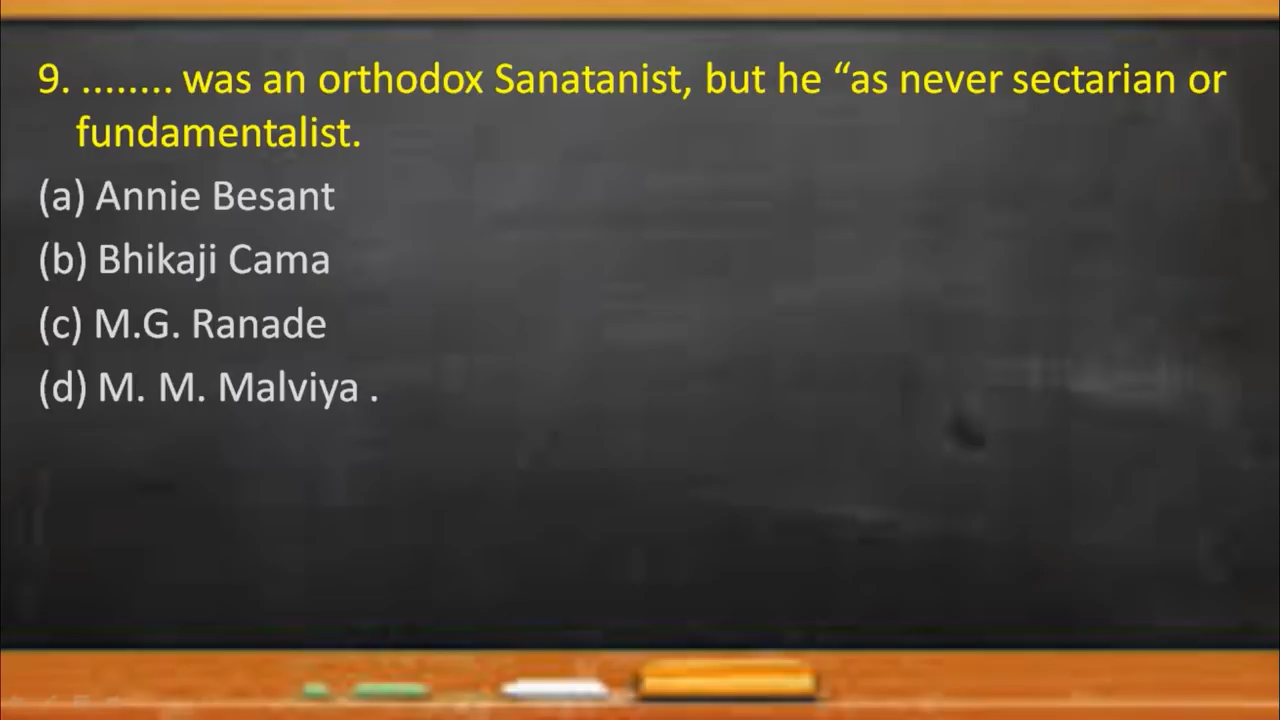 9. ........ was an orthodox Sanatanist, but he “as never sectarian or
fundamentalist.
(a) Annie Besant
(b) Bhikaji Cama
(c) M.G. Ranade
(d) M. M. Malviya .